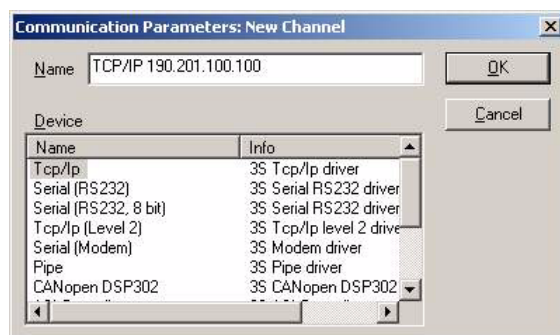 Communication Parameters: New Channel
Name TCP/IP 190.201.100.100
OK
Cancel
Device
Name Info
Tcp/Ip 3S Tcp/Ip driver
Serial (RS232) 3S Serial RS232 driver
Serial (RS232, 8 bit) 3S Serial RS232 driver
Tcp/Ip (Level 2) 3S Tcp/Ip level 2 drive
Serial (Modem) 3S Modem driver
Pipe 3S Pipe driver
CANopen DSP302 3S CANopen DSP302